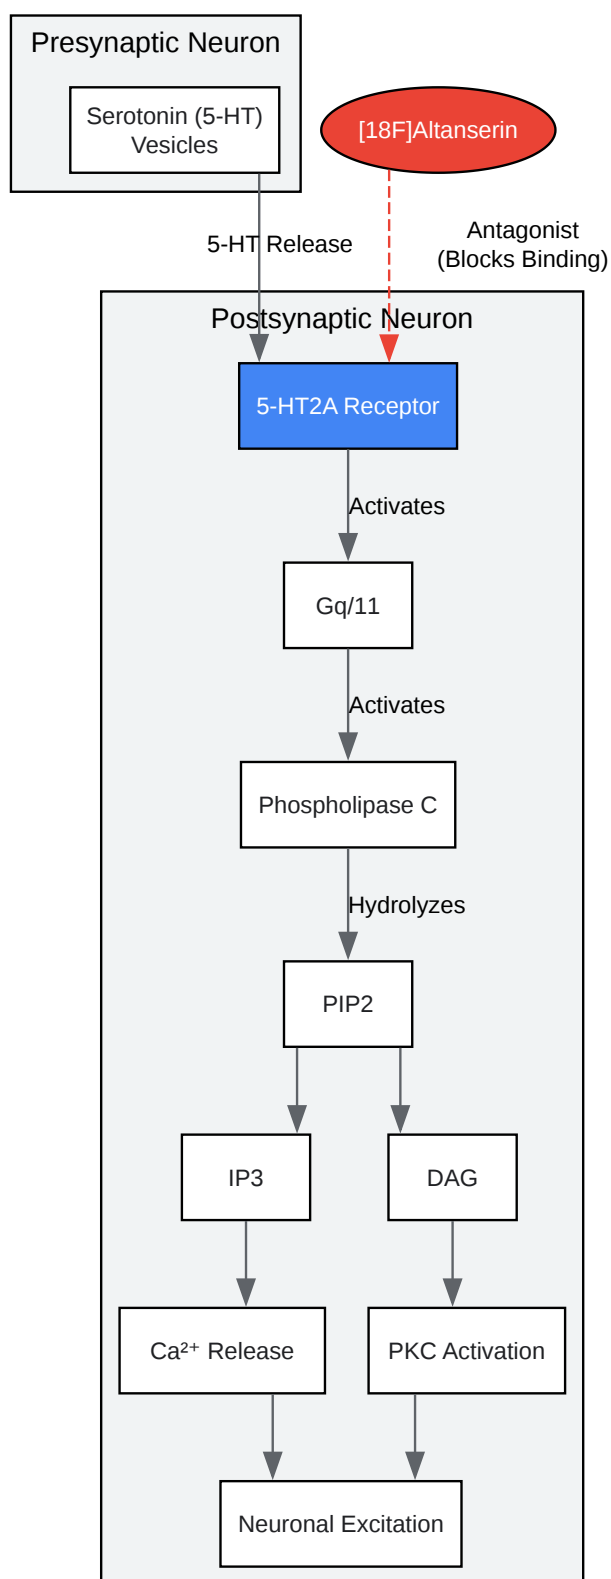 Presynaptic Neuron
Serotonin (5-HT)
Vesicles
[18F]Altanserin
5-HT Release
Antagonist
(Blocks Binding)
Postsynaptic Neuron
5-HT2A Receptor
Activates
Gq/11
Activates
Phospholipase C
Hydrolyzes
PIP2
IP3
DAG
Ca²⁺ Release
PKC Activation
Neuronal Excitation